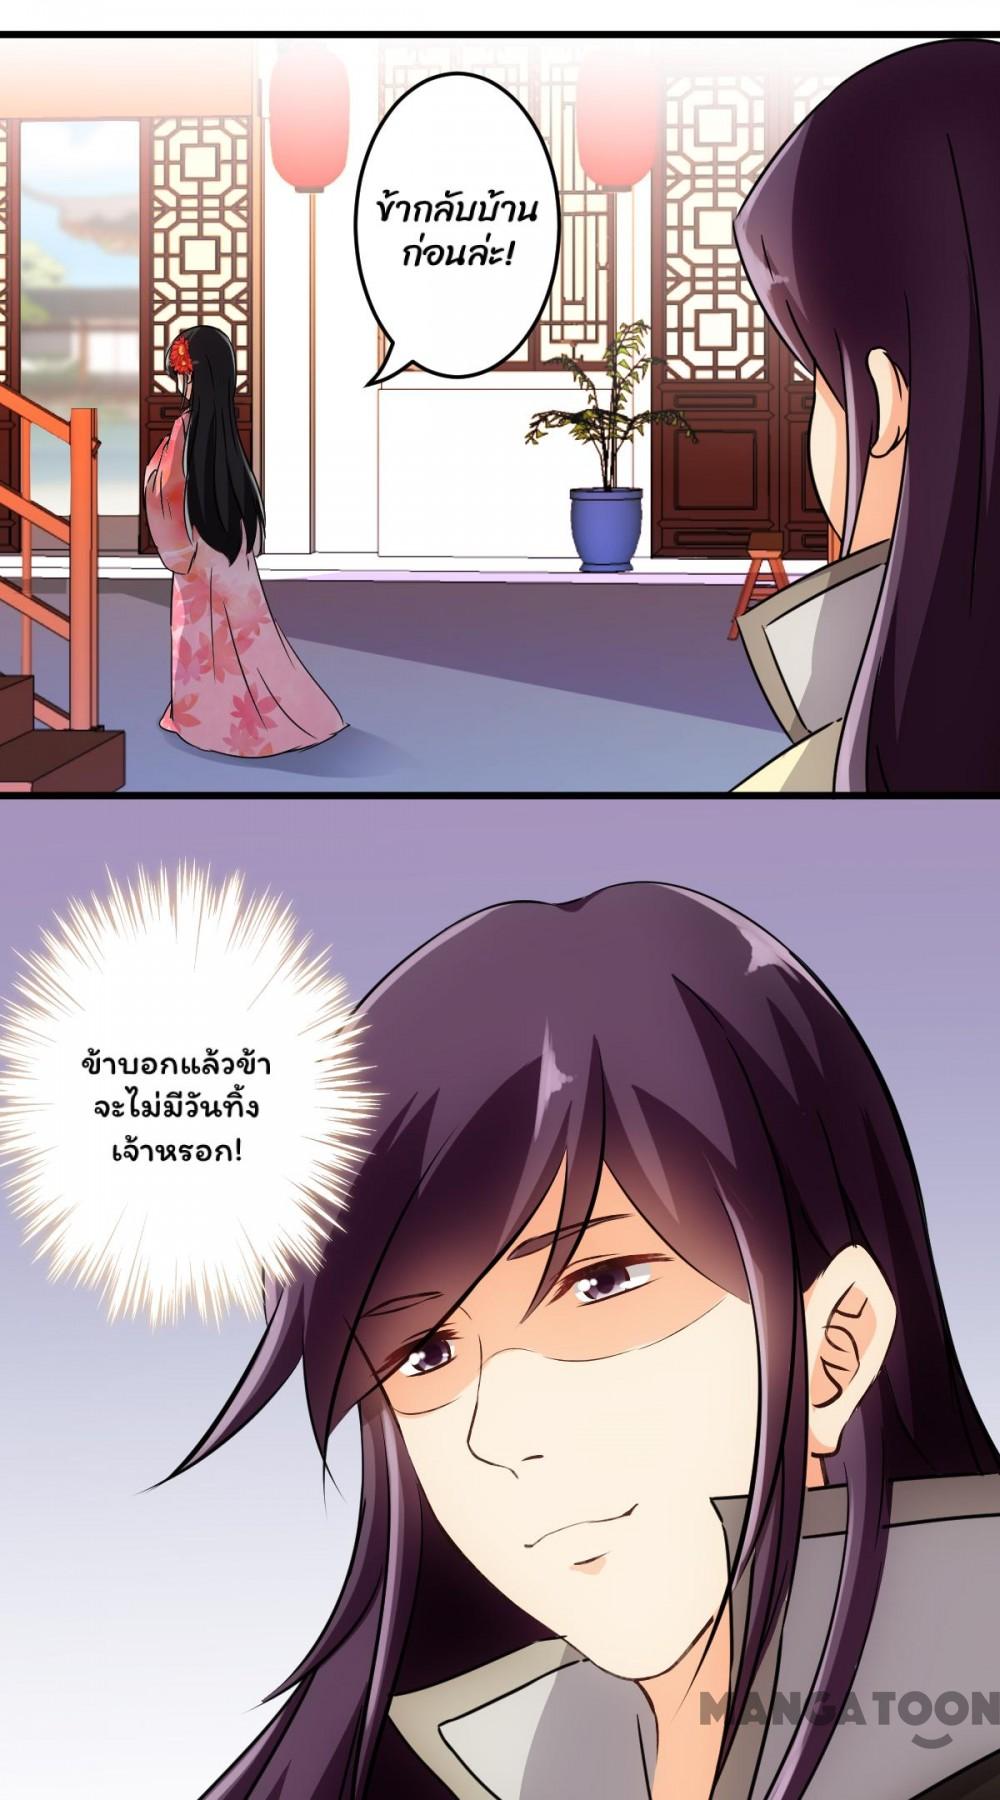 ข้ากลับบ้าน
ก่อนล่ะ!
ข้าบอกแล้วข้า
จะไม่มีวันทิ้ง
เจ้าหรอก!
MANGATOON